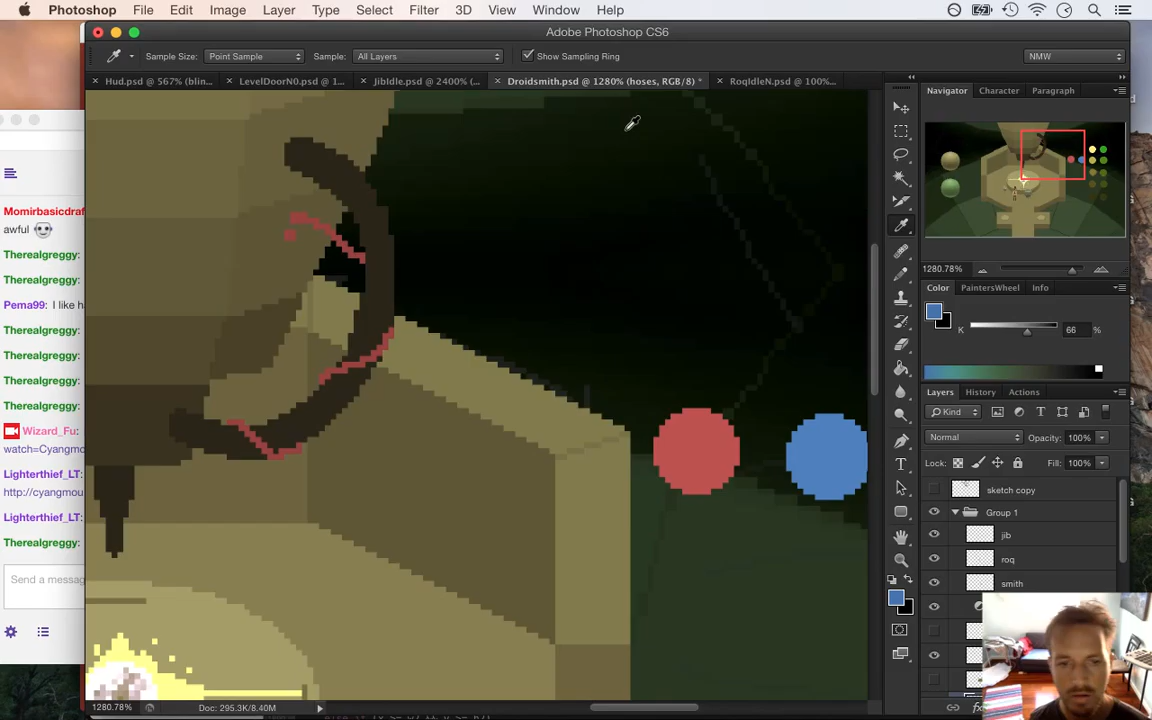 Photoshop File Edit Image Layer Type Select Filter 3D View Window Help
Adobe Photoshop CS6
Sample Size: Point Sample Sample: All Layers Show Sampling Ring NMW
Hud.psd @ 567% (blin... LevelDoorN0.psd @ 1... JibIdle.psd @ 2400% (... Droidsmith.psd @ 1280% (hoses, RGB/8) * RoqIdleN.psd @ 100%...
Navigator Character Paragraph
1280.78%
Color PaintersWheel Info
K 66 %
Layers History Actions
Kind
Normal Opacity: 100%
Lock: Fill: 100%
sketch copy
Group 1
jib
roq
smith
Momirbasicdraf
awful
Therealgreggy:
Therealgreggy:
Pema99: I like h
Therealgreggy:
Therealgreggy:
Therealgreggy:
Therealgreggy:
Wizard_Fu:
watch=Cyangmo
Lighterthief_LT:
http://cyangmou
Lighterthief_LT:
Therealgreggy:
Send a messag
1280.78% Doc: 295.3K/8.40M